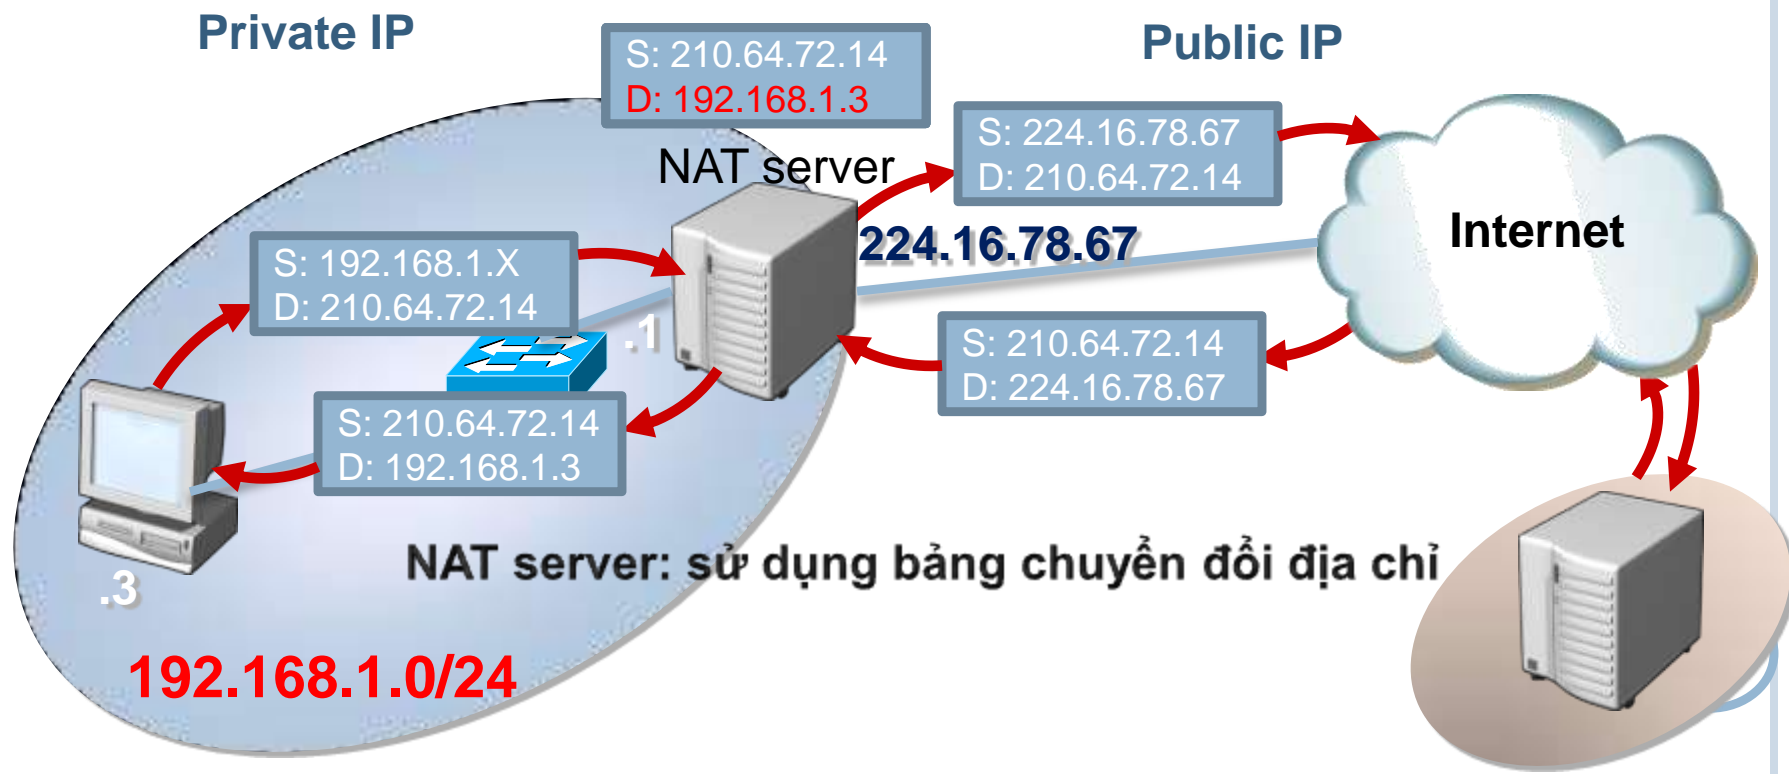 Private IP
S: 210.64.72.14
D: 192.168.1.3
Public IP
S: 224.16.78.67
D: 210.64.72.14
NAT server
224.16.78.67
Internet
S: 192.168.1.X
D: 210.64.72.14
.1
S: 210.64.72.14
D: 224.16.78.67
S: 210.64.72.14
D: 192.168.1.3
NAT server: sử dụng bảng chuyển đổi địa chỉ
.3
192.168.1.0/24